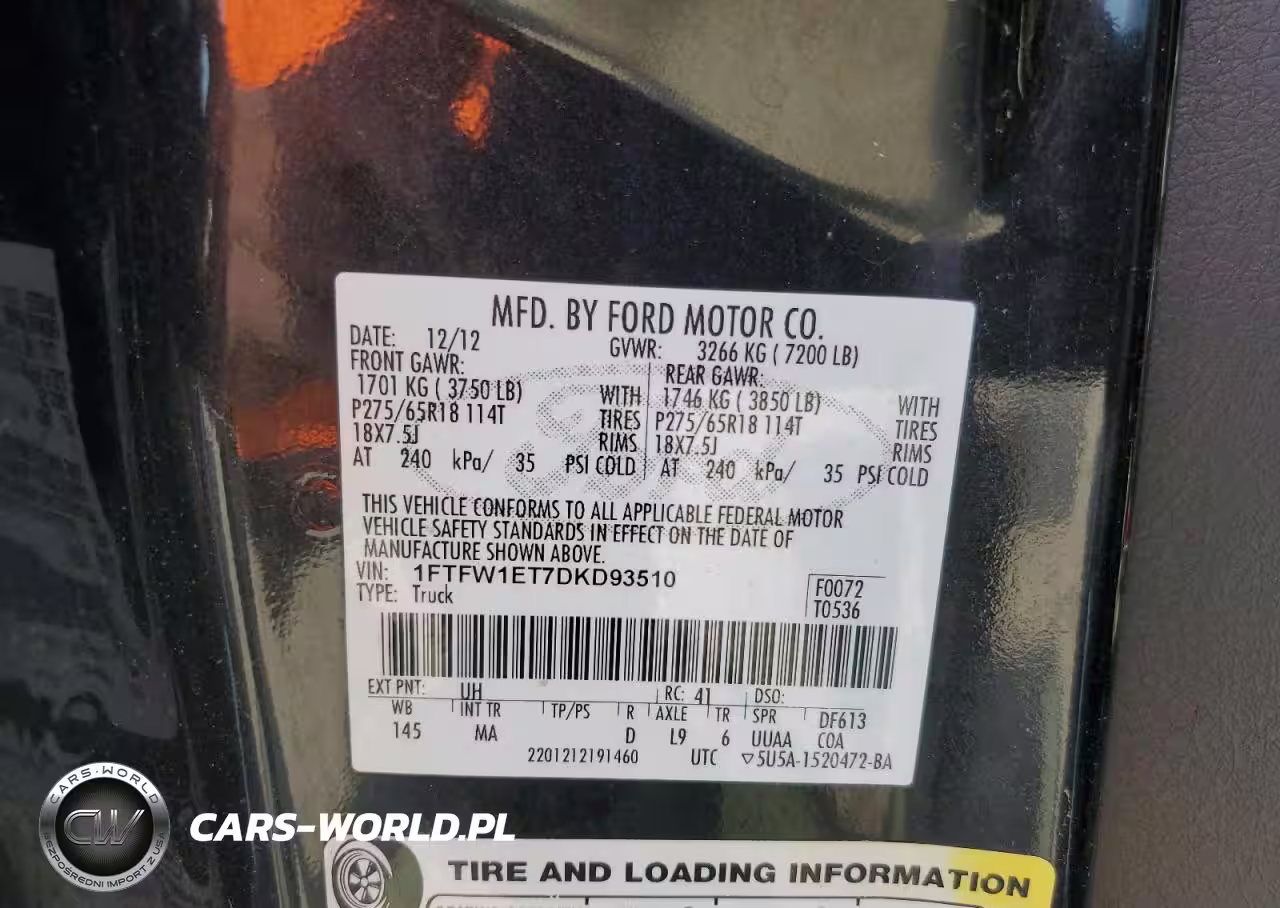 MFD. BY FORD MOTOR CO.
DATE: 12/12 GVWR: 3266 KG ( 7200 LB)
FRONT GAWR: REAR GAWR:
1701 KG ( 3750 LB) WITH 1746 KG ( 3850 LB) WITH
P275/65R18 114T TIRES P275/65R18 114T TIRES
18X7.5J RIMS 18X7.5J RIMS
AT 240 kPa/ 35 PSI COLD AT 240 kPa/ 35 PSI COLD
THIS VEHICLE CONFORMS TO ALL APPLICABLE FEDERAL MOTOR
VEHICLE SAFETY STANDARDS IN EFFECT ON THE DATE OF
MANUFACTURE SHOWN ABOVE.
VIN: 1FTFW1ET7DKD93510
TYPE: Truck
F0072
T0536
EXT PNT: UH RC: 41 DSO:
WB INT TR TP/PS R AXLE TR SPR DF613
145 MA D L9 6 UUAA COA
2201212191460 UTC ▽5U5A-1520472-BA
CARS-WORLD
CW
BEZPOŚREDNI IMPORT Z USA
CARS-WORLD.PL
TIRE AND LOADING INFORMATION